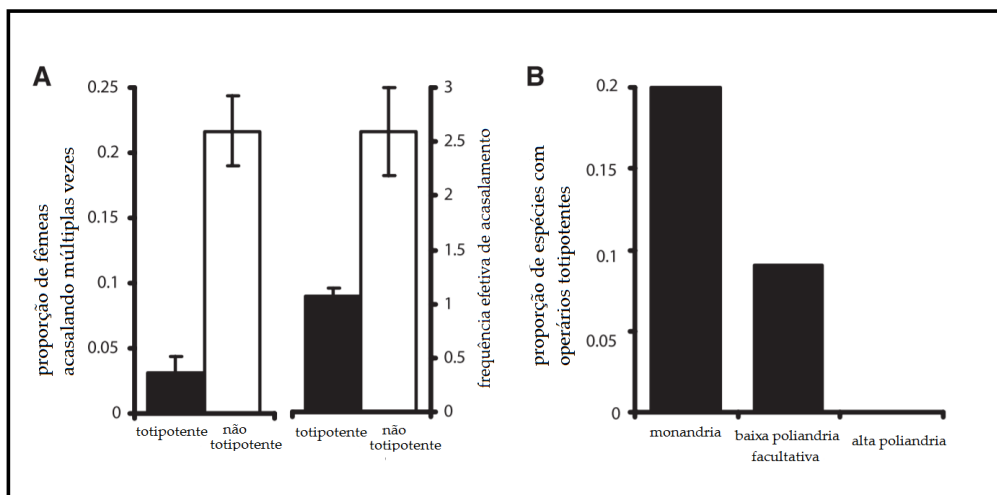 A
proporção de fêmeas
acasalando múltiplas vezes
0.25
0.2
0.15
0.1
0.05
0
totipotente
não
totipotente
totipotente
não
totipotente
3
2.5
2
1.5
1
0.5
0
frequência efetiva de acasalamento
B
proporção de espécies com
operários totipotentes
0.2
0.15
0.1
0.05
0
monandria
baixa poliandria
facultativa
alta poliandria